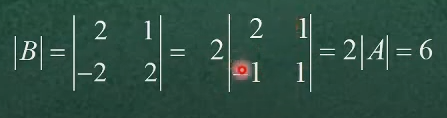 |B| = | 2 1 | = 2 | 2 1 | = 2|A| = 6
| -2 2 | | -1 1 |